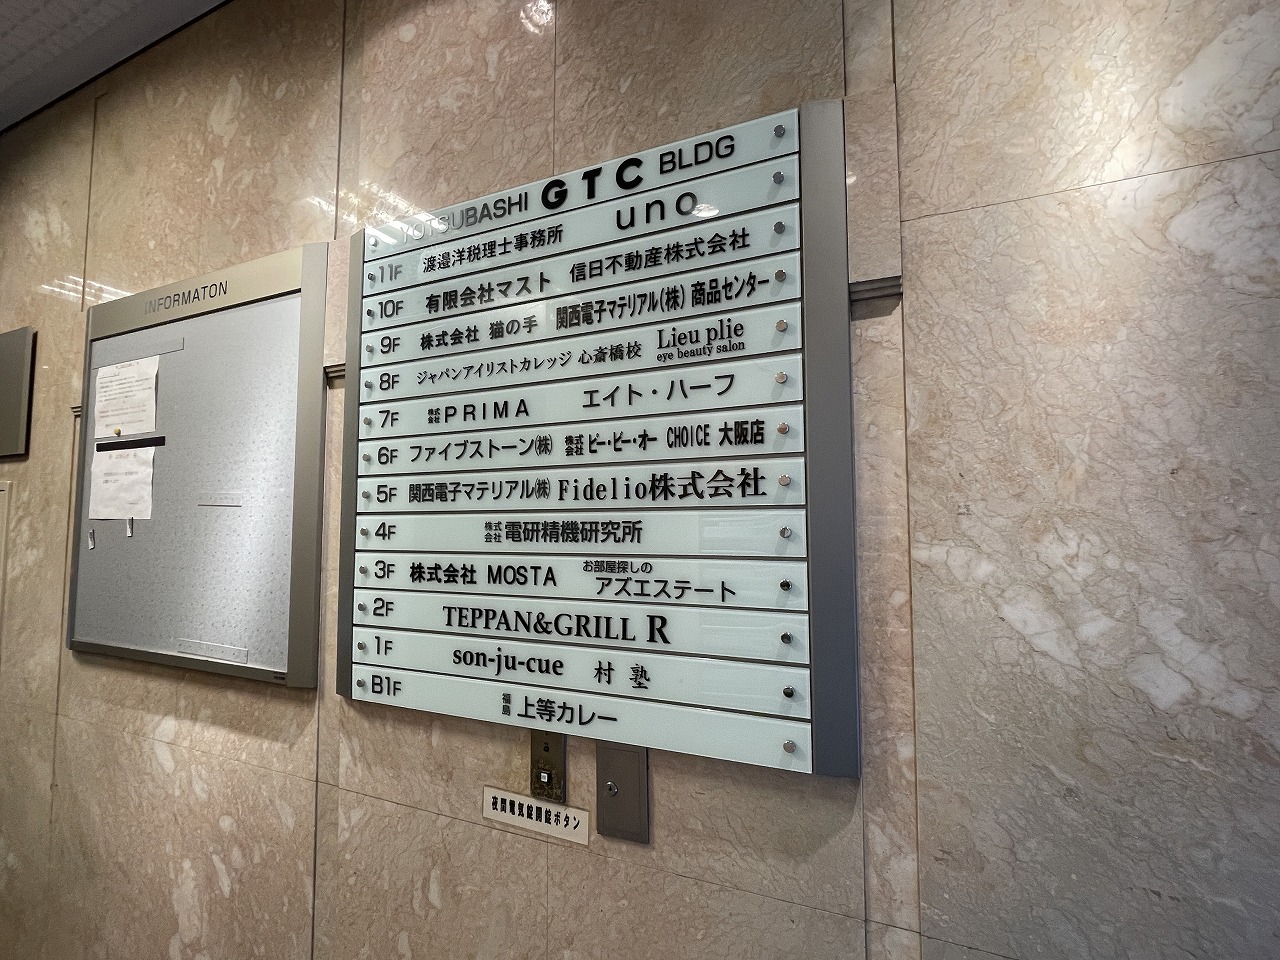 INFORMATON
YOTSUBASHI GTC BLDG
11F 渡邉洋税理士事務所 uno
10F 有限会社マスト 信日不動産株式会社
9F 株式会社 猫の手 関西電子マテリアル(株) 商品センター
8F ジャパンアイリストカレッジ 心斎橋校 Lieu plie eye beauty salon
7F 株式会社 PRIMA エイト・ハーフ
6F ファイブストーン(株) 株式会社 ビー・ビー・オー CHOICE 大阪店
5F 関西電子マテリアル(株) Fidelio株式会社
4F 株式会社 電研精機研究所
3F 株式会社 MOSTA お部屋探しの アズエステート
2F TEPPAN&GRILL R
1F son-ju-cue 村塾
B1F 福島 上等カレー
夜間電気錠開錠ボタン